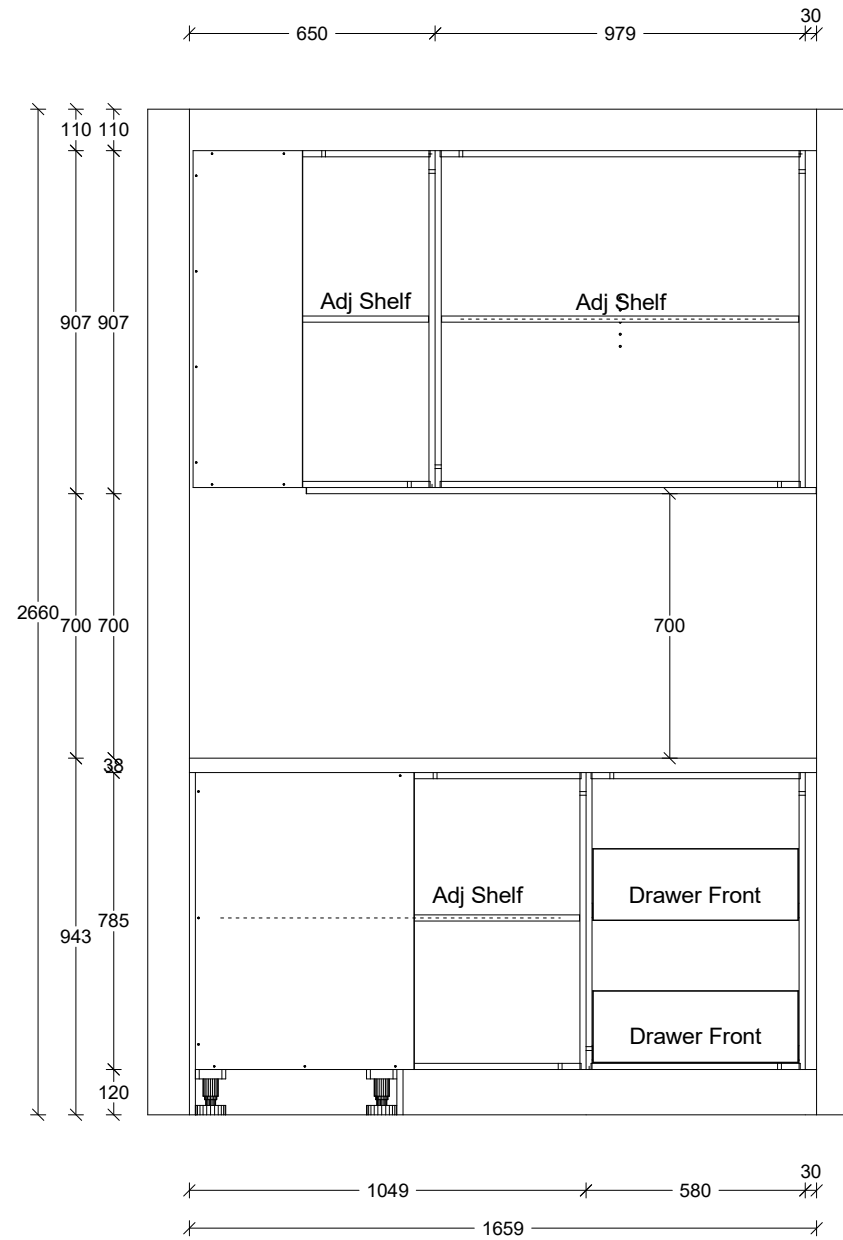 30
650 979
110 110
Adj Shelf Adj Shelf
907 907
2660 700 700 700
38
Adj Shelf Drawer Front
785
943
Drawer Front
120
30
1049 580
1659